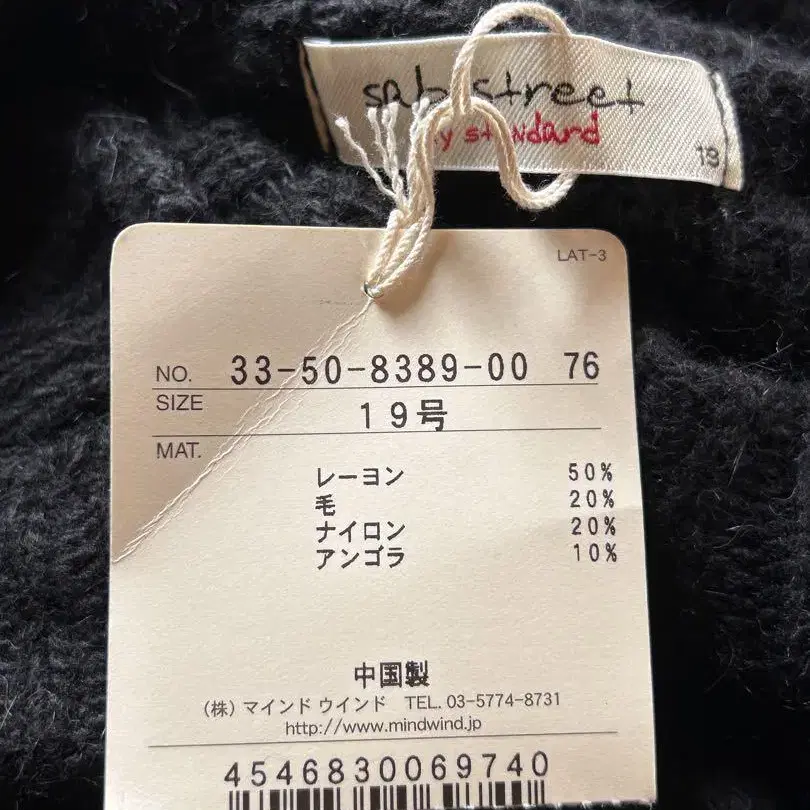 sab street
standard
19
LAT-3
NO. 33-50-8389-00 76
SIZE 19号
MAT.
レーヨン 50%
毛 20%
ナイロン 20%
アンゴラ 10%
中国製
(株) マインド ウインド TEL. 03-5774-8731
http://www.mindwind.jp
4546830069740